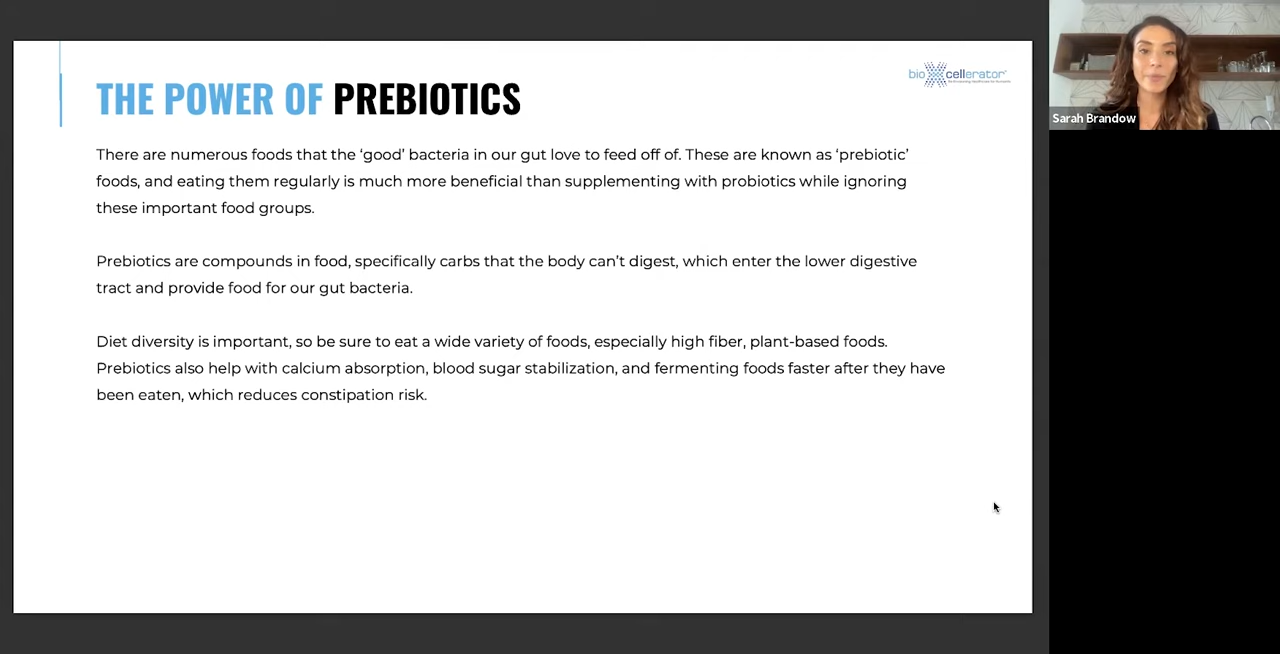 THE POWER OF PREBIOTICS
bio cellerator
There are numerous foods that the ‘good’ bacteria in our gut love to feed off of. These are known as ‘prebiotic’
foods, and eating them regularly is much more beneficial than supplementing with probiotics while ignoring
these important food groups.
Prebiotics are compounds in food, specifically carbs that the body can’t digest, which enter the lower digestive
tract and provide food for our gut bacteria.
Diet diversity is important, so be sure to eat a wide variety of foods, especially high fiber, plant-based foods.
Prebiotics also help with calcium absorption, blood sugar stabilization, and fermenting foods faster after they have
been eaten, which reduces constipation risk.
Sarah Brandow